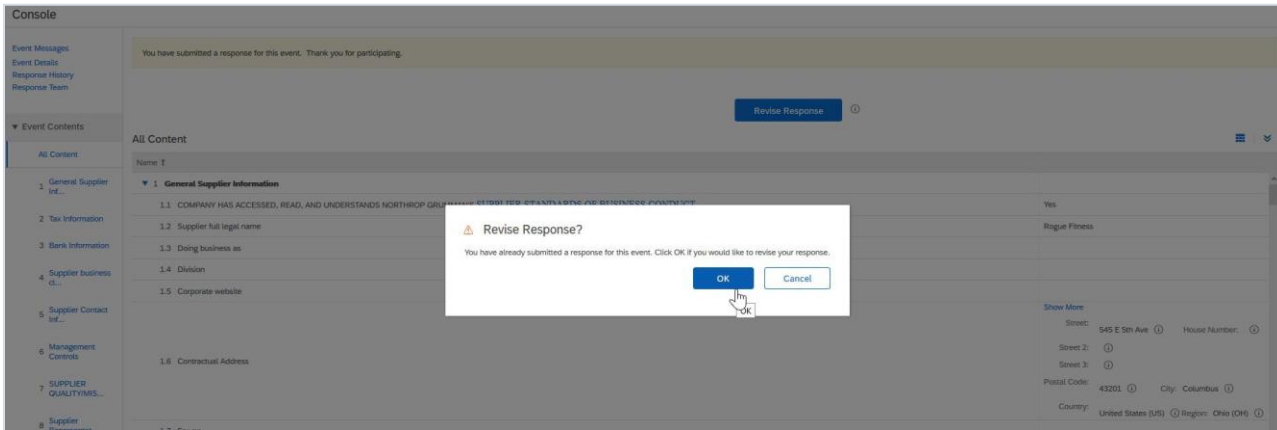 Console
Event Messages
Event Details
Response History
Response Team
You have submitted a response for this event. Thank you for participating.
Revise Response
▼ Event Contents
All Content
1 General Supplier Inf...
2 Tax Information
3 Bank Information
4 Supplier business
5 Supplier Contact Inf...
6 Management Controls
7 SUPPLIER QUALITY/MIS...
8 Supplier
All Content
Name ↑
▼ 1 General Supplier Information
1.1 COMPANY HAS ACCESSED, READ, AND UNDERSTANDS NORTHROP GRUMMAN'S SUPPLIER STANDARDS OF BUSINESS CONDUCT
Yes
1.2 Supplier full legal name
Rogue Fitness
1.3 Doing business as
1.4 Division
1.5 Corporate website
1.6 Contractual Address
Show More
Street: 545 E 5th Ave House Number:
Street 2:
Street 3:
Postal Code: 43201 City: Columbus
Country: United States (US) Region: Ohio (OH)
Revise Response?
You have already submitted a response for this event. Click OK if you would like to revise your response.
OK Cancel
OK